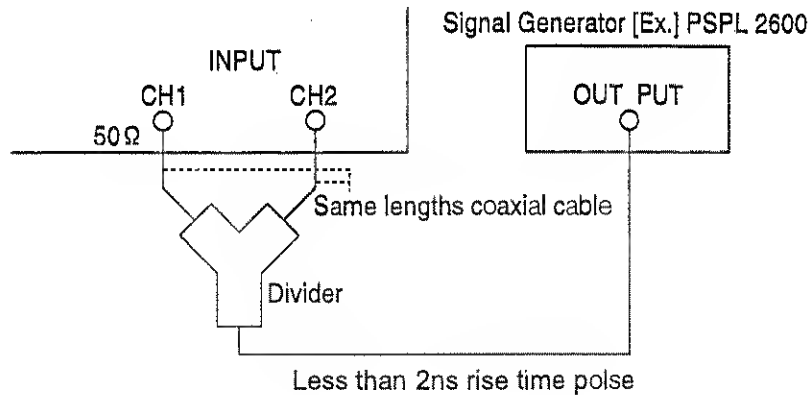 Signal Generator [Ex.] PSPL 2600
INPUT
CH1
CH2
OUT PUT
50Ω
Same lengths coaxial cable
Divider
Less than 2ns rise time polse